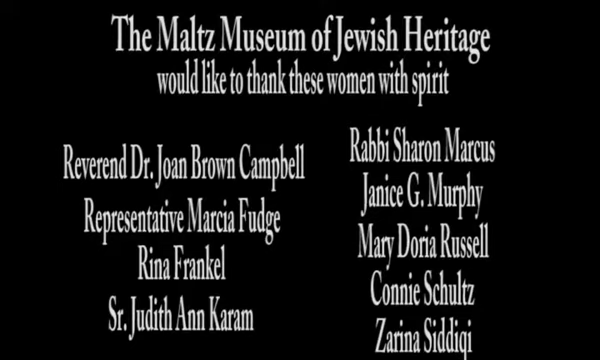 The Maltz Museum of Jewish Heritage
would like to thank these women with spirit
Reverend Dr. Joan Brown Campbell
Representative Marcia Fudge
Rina Frankel
Sr. Judith Ann Karam
Rabbi Sharon Marcus
Janice G. Murphy
Mary Doria Russell
Connie Schultz
Zarina Siddiqi